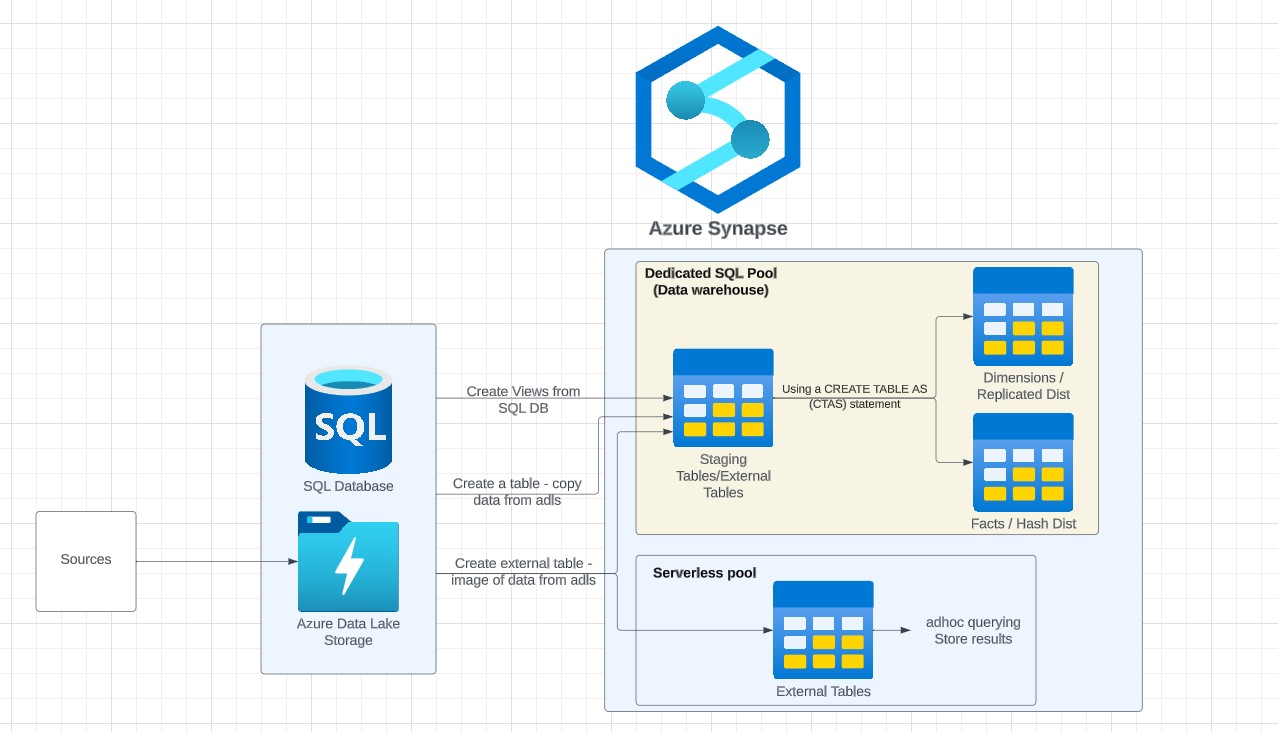 Azure Synapse
Dedicated SQL Pool
(Data warehouse)
Dimensions /
Replicated Dist
Using a CREATE TABLE AS
(CTAS) statement
Create Views from
SQL DB
SQL
SQL Database
Staging
Tables/External
Tables
Create a table - copy
data from adls
Facts / Hash Dist
Sources
Create external table -
image of data from adls
Azure Data Lake
Storage
Serverless pool
adhoc querying
Store results
External Tables